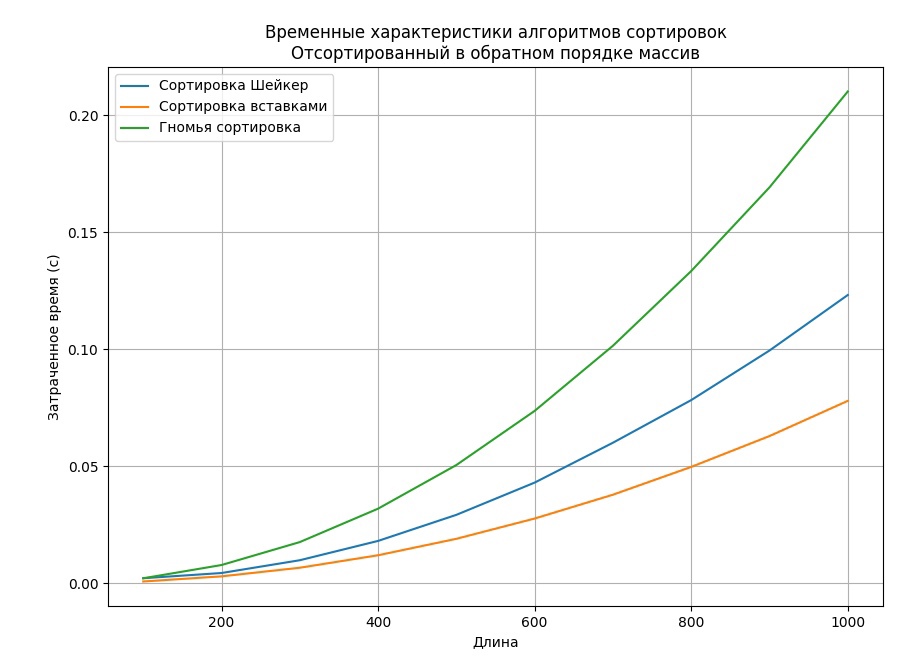 Временные характеристики алгоритмов сортировок
Отсортированный в обратном порядке массив
Сортировка Шейкер
Сортировка вставками
Гномья сортировка
0.20
0.15
0.10
0.05
0.00
Затраченное время (с)
200 400 600 800 1000
Длина